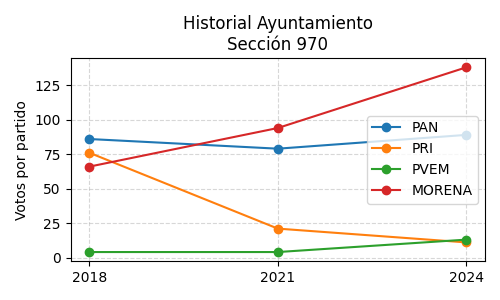 Historial Ayuntamiento
Sección 970
Votos por partido
125
100
75
50
25
0
2018
2021
2024
PAN
PRI
PVEM
MORENA